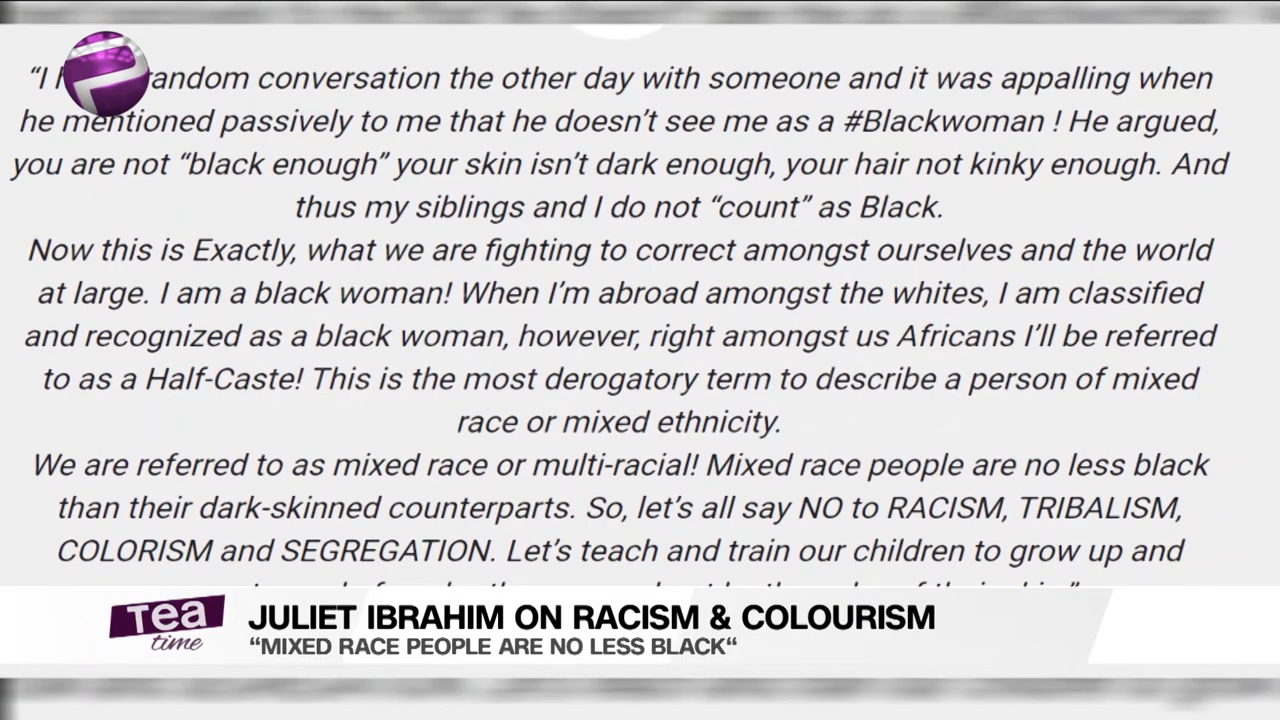 “I andom conversation the other day with someone and it was appalling when
he mentioned passively to me that he doesn’t see me as a #Blackwoman ! He argued,
you are not “black enough” your skin isn’t dark enough, your hair not kinky enough. And
thus my siblings and I do not “count” as Black.
Now this is Exactly, what we are fighting to correct amongst ourselves and the world
at large. I am a black woman! When I’m abroad amongst the whites, I am classified
and recognized as a black woman, however, right amongst us Africans I’ll be referred
to as a Half-Caste! This is the most derogatory term to describe a person of mixed
race or mixed ethnicity.
We are referred to as mixed race or multi-racial! Mixed race people are no less black
than their dark-skinned counterparts. So, let’s all say NO to RACISM, TRIBALISM,
COLORISM and SEGREGATION. Let’s teach and train our children to grow up and
Tea
time
JULIET IBRAHIM ON RACISM & COLOURISM
“MIXED RACE PEOPLE ARE NO LESS BLACK“